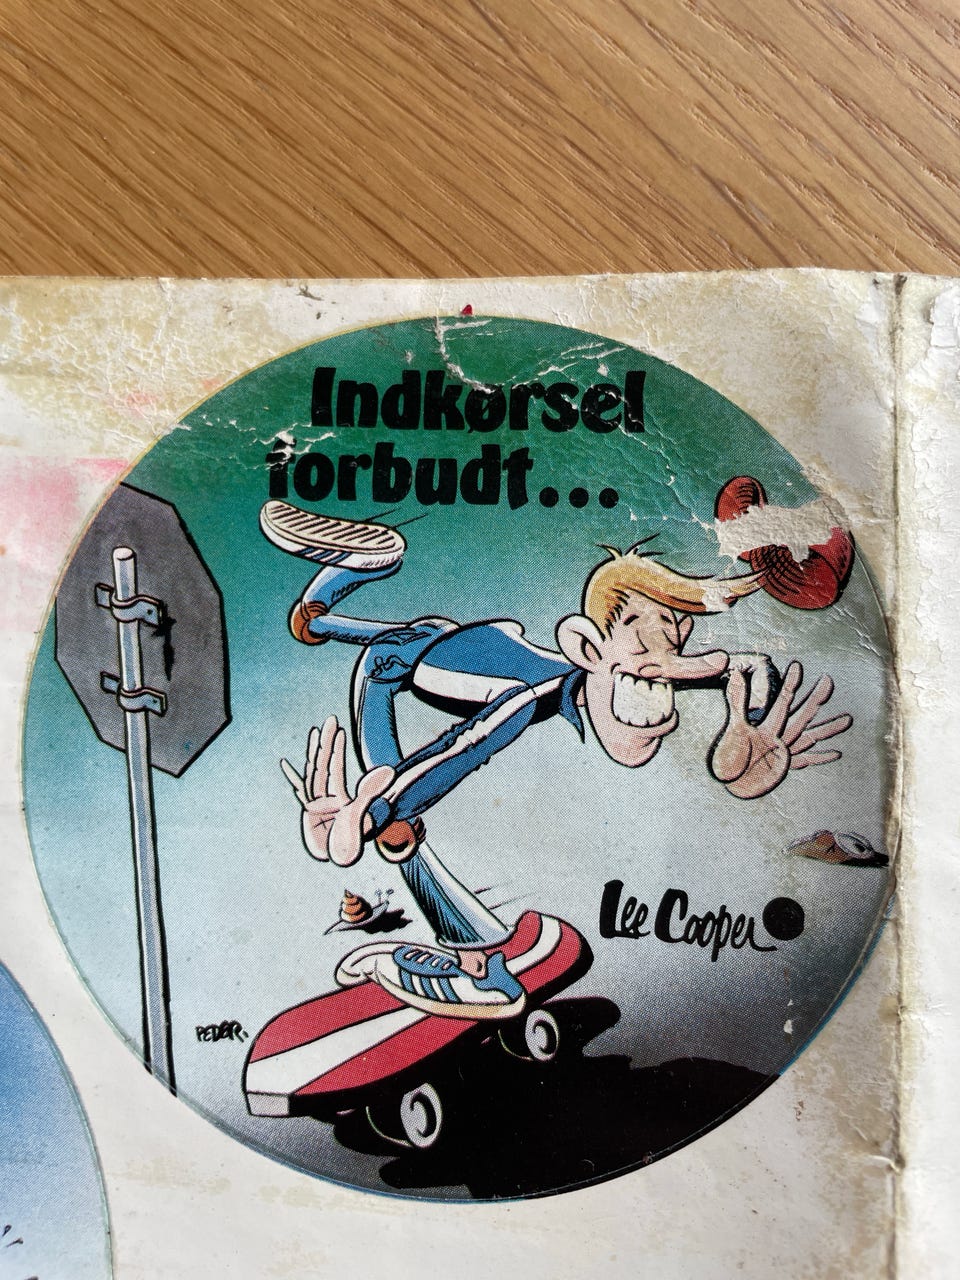 Indkørsel
forbudt...
Lee Cooper
PEDER.